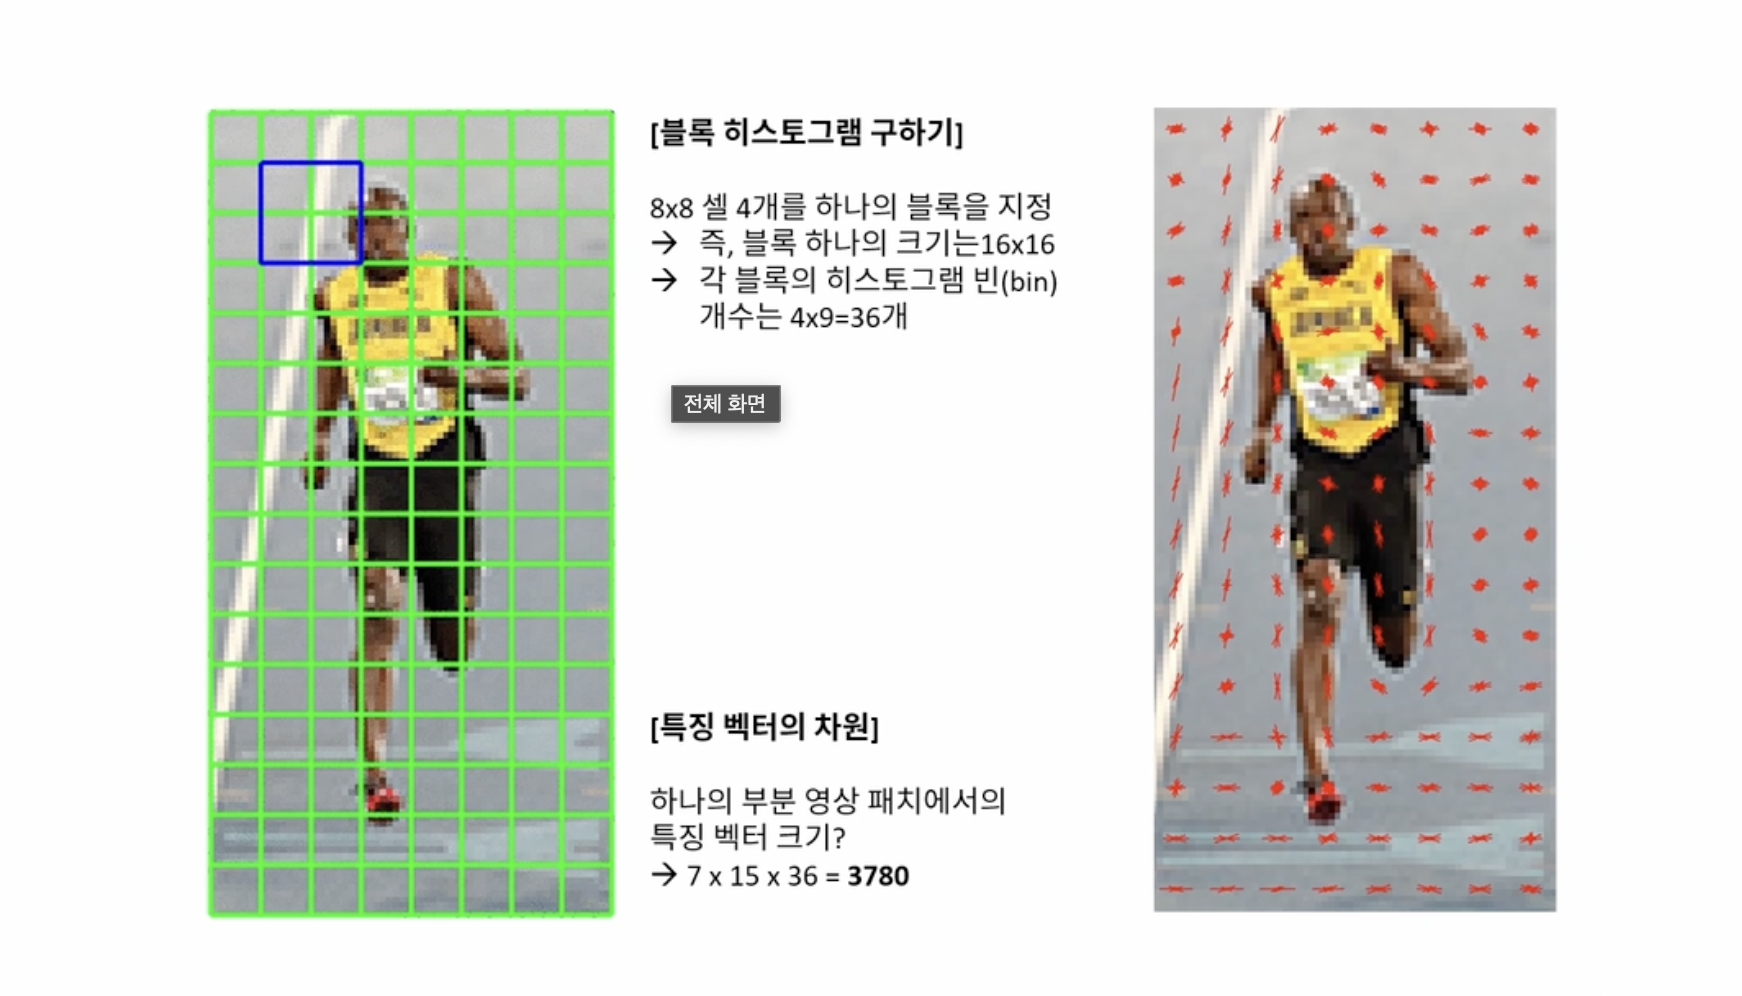 [블록 히스토그램 구하기]
8x8 셀 4개를 하나의 블록을 지정
→ 즉, 블록 하나의 크기는16x16
→ 각 블록의 히스토그램 빈(bin)
개수는 4x9=36개
전체 화면
[특징 벡터의 차원]
하나의 부분 영상 패치에서의
특징 벡터 크기?
→ 7 x 15 x 36 = 3780